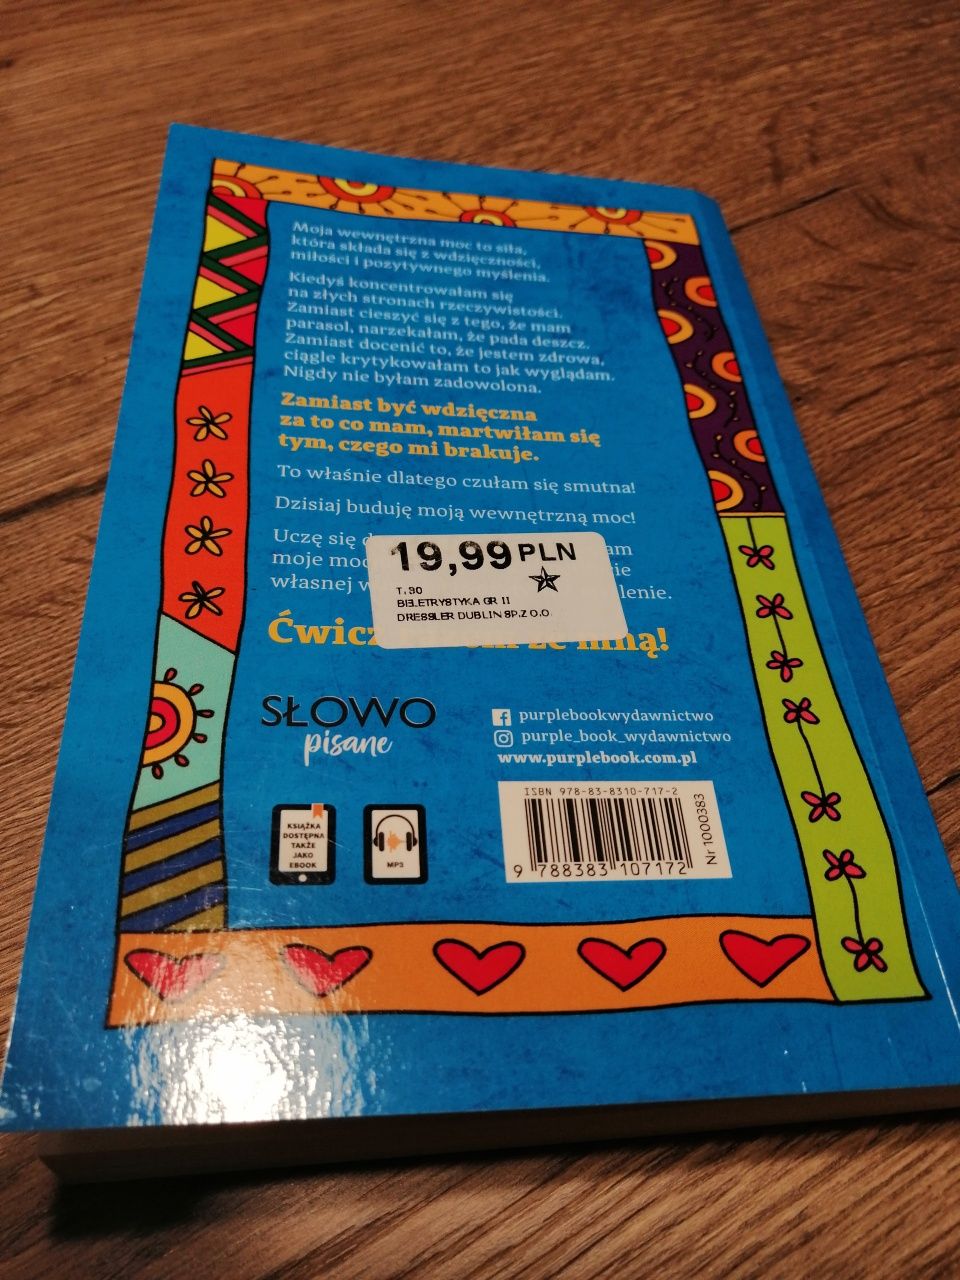 Moja wewnętrzna moc to siła,
która składa się z wdzięczności,
miłości i pozytywnego myślenia.
Kiedyś koncentrowałam się
na złych stronach rzeczywistości.
Zamiast cieszyć się z tego, że mam
parasol, narzekałam, że pada deszcz.
Zamiast docenić to, że jestem zdrowa,
ciągle krytykowałam to jak wyglądam.
Nigdy nie byłam zadowolona.
Zamiast być wdzięczna
za to co mam, martwiłam się
tym, czego mi brakuje.
To właśnie dlatego czułam się smutna!
Dzisiaj buduję moją wewnętrzną moc!
Uczę się
moje
własnej
19,99 PLN
T.30
BELETRYSTYKA GR II
DRESSLER DUBLIN SP.Z O.O.
ze mną!
SŁOWO
pisane
purplebookwydawnictwo
purple_book_wydawnictwo
www.purplebook.com.pl
KSIĄŻKA
DOSTĘPNA
TAKŻE
JAKO
EBOOK
MP3
ISBN 978-83-8310-717-2
9 788383 107172
Nr 1000383